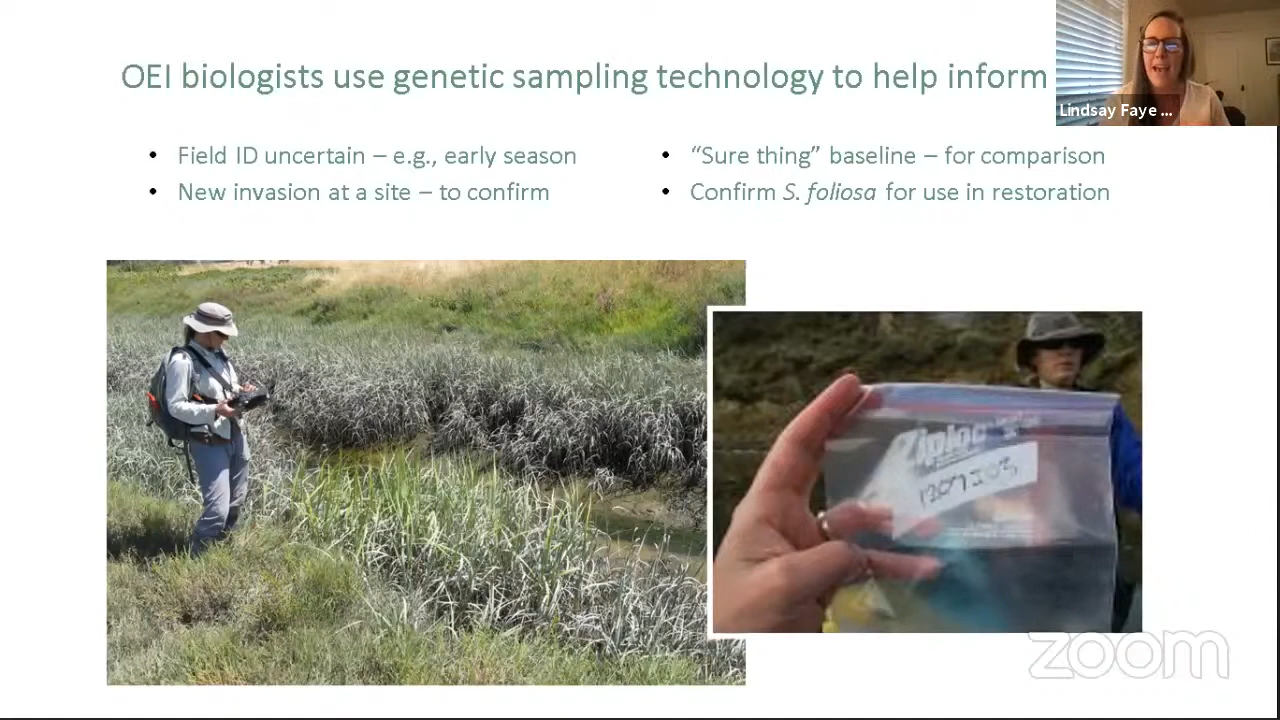 OEI biologists use genetic sampling technology to help inform
Lindsay Faye ...
• Field ID uncertain – e.g., early season
• New invasion at a site – to confirm
• “Sure thing” baseline – for comparison
• Confirm S. foliosa for use in restoration
Ziploc
zoom